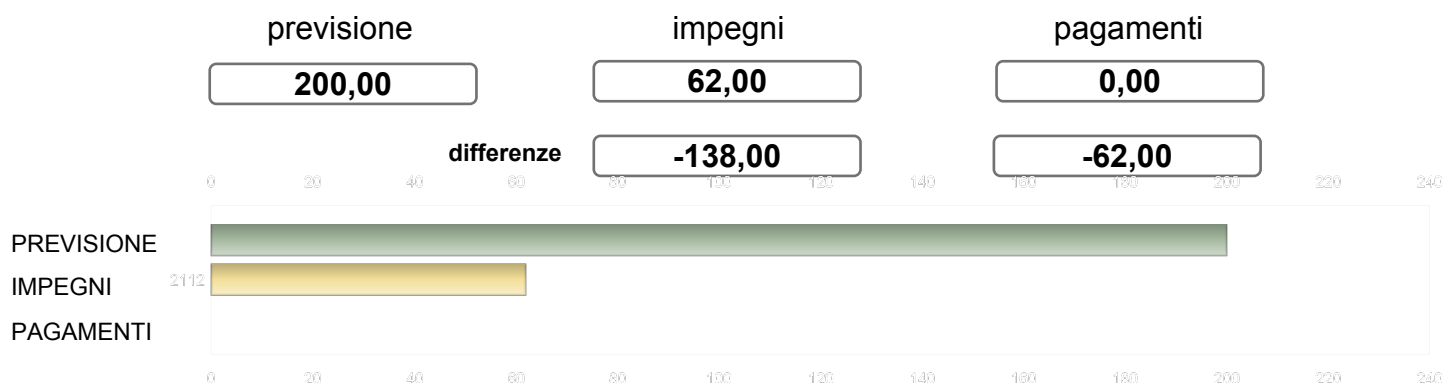 previsione impegni pagamenti
200,00 62,00 0,00
differenze -138,00 -62,00
0 20 40 60 80 100 120 140 160 180 200 220 240
PREVISIONE
2112
IMPEGNI
PAGAMENTI
0 20 40 60 80 100 120 140 160 180 200 220 240